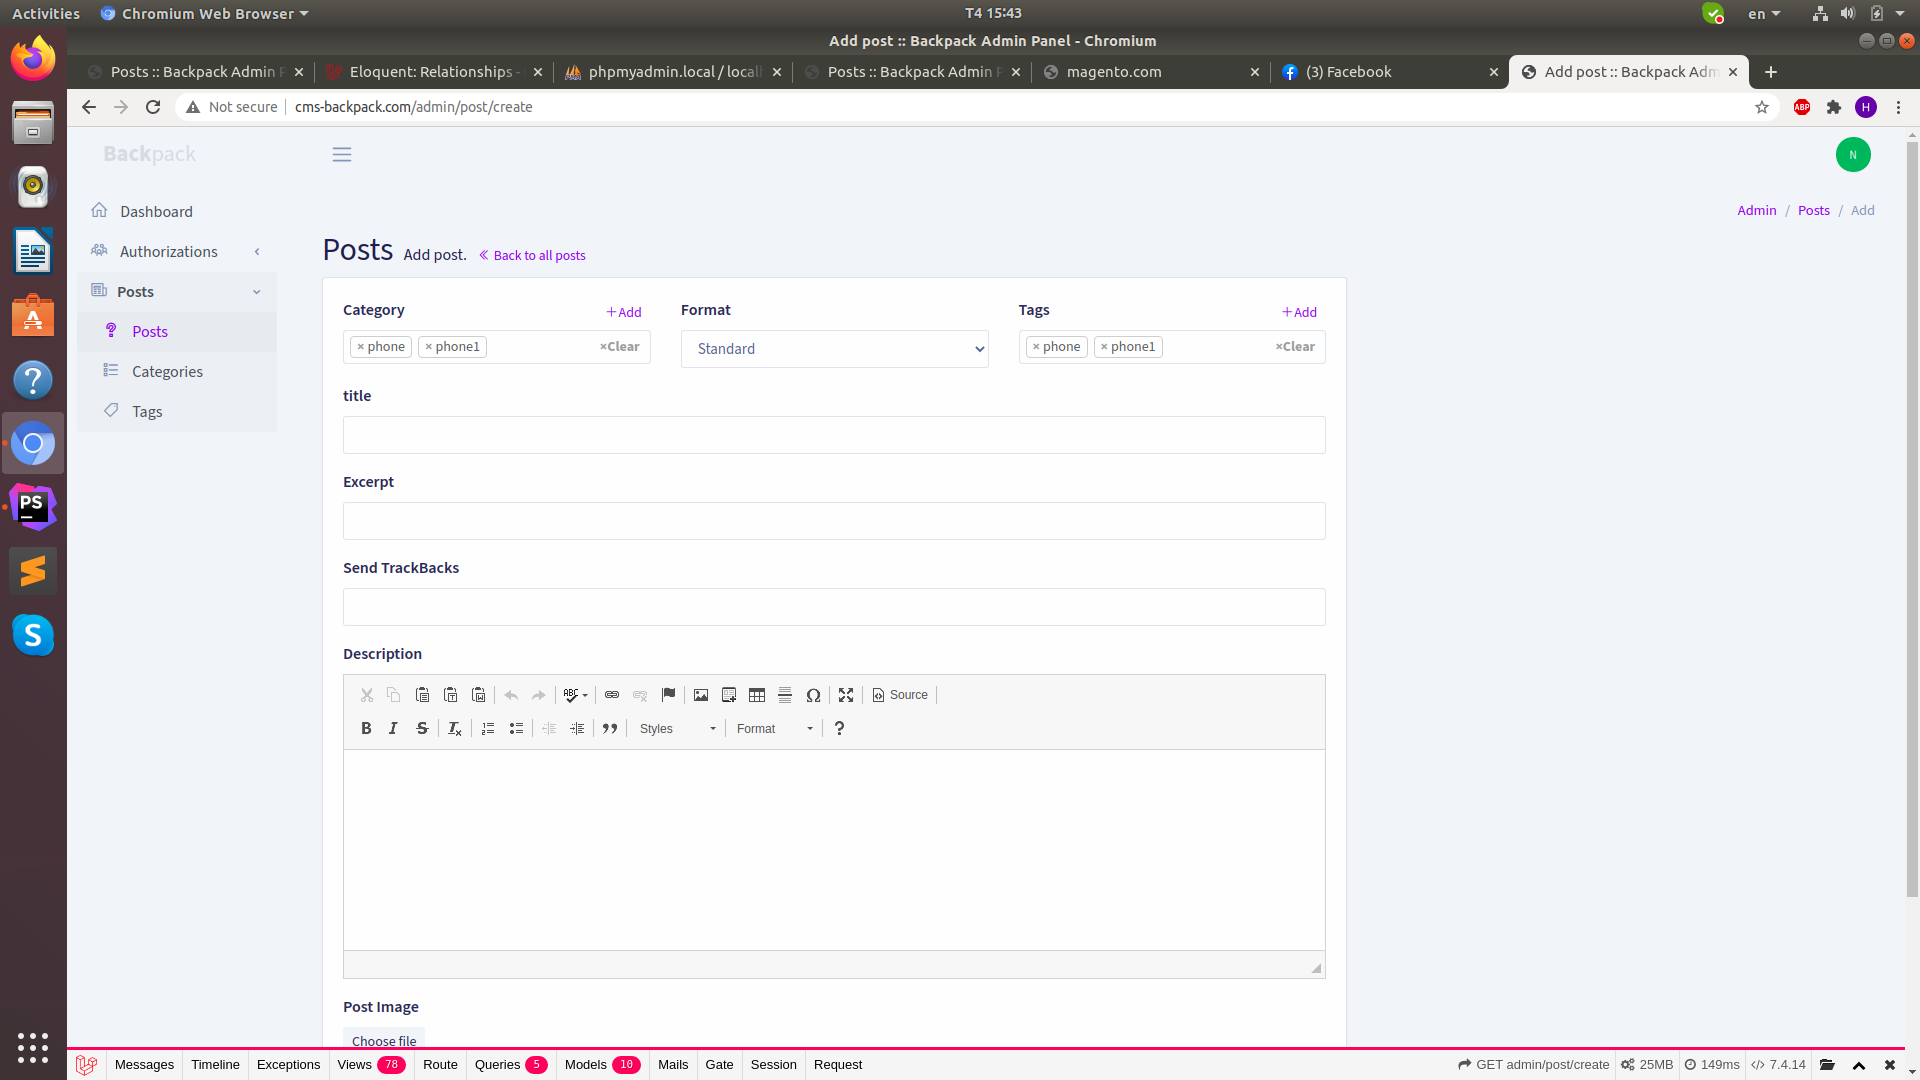 Activities Chromium Web Browser T4 15:43 en
Add post :: Backpack Admin Panel - Chromium
Posts :: Backpack Admin P Eloquent: Relationships - phpmyadmin.local / local Posts :: Backpack Admin P magento.com (3) Facebook Add post :: Backpack Adm
Not secure cms-backpack.com/admin/post/create ABP H
Backpack N
Dashboard
Authorizations
Posts
Posts
Categories
Tags
Admin / Posts / Add
Posts Add post. Back to all posts
Category +Add Format Tags +Add
× phone × phone1 ×Clear Standard × phone × phone1 ×Clear
title
Excerpt
Send TrackBacks
Description
ABC Ω Source
B I S Tx Styles Format ?
Post Image
Choose file
PS
S
Messages Timeline Exceptions Views 78 Route Queries 5 Models 10 Mails Gate Session Request GET admin/post/create 25MB 149ms 7.4.14